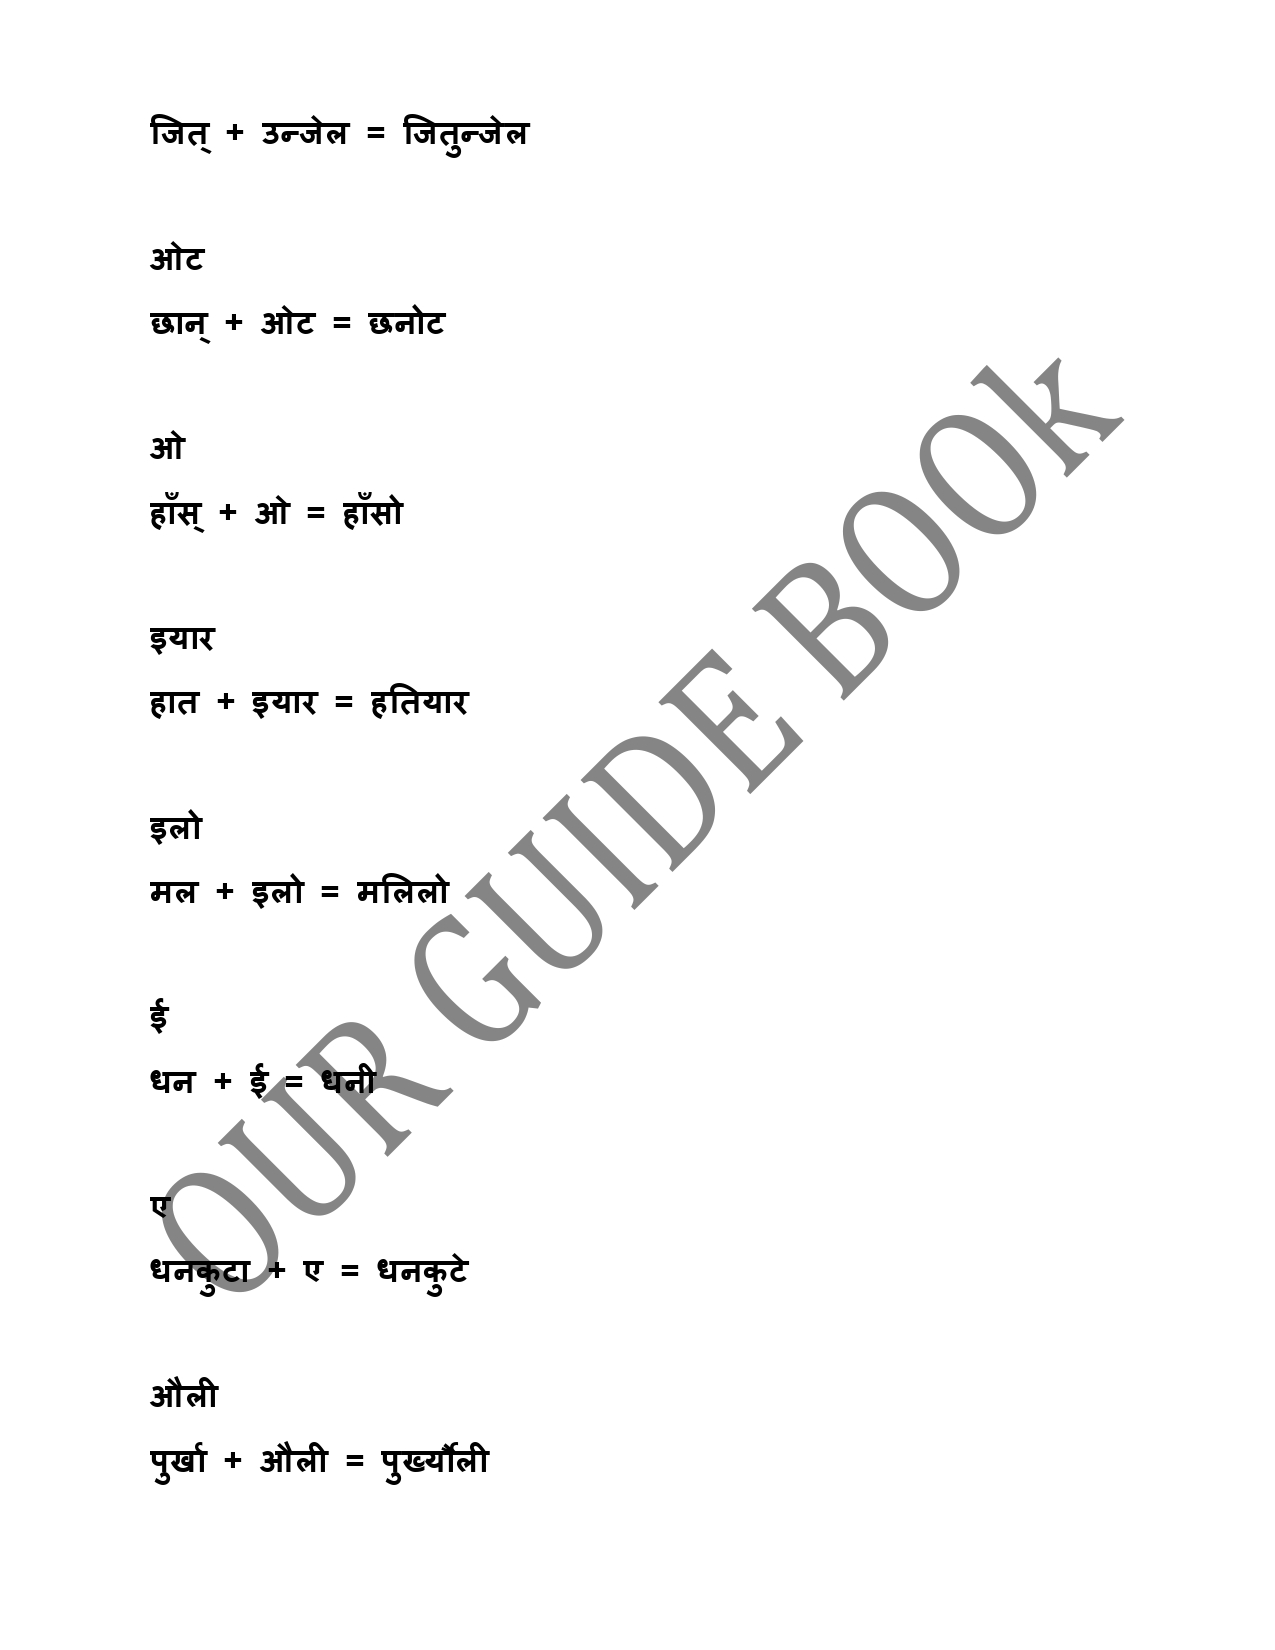 जित् + उन्जेल = जितुन्जेल
ओट
छान् + ओट = छनोट
ओ
हाँस् + ओ = हाँसो
इयार
हात + इयार = हतियार
इलो
मल + इलो = मलिलो
ई
धन + ई = धनी
ए
धनकुटा + ए = धनकुटे
औली
पुर्खा + औली = पुर्ख्यौली
OUR GUIDE BOOk